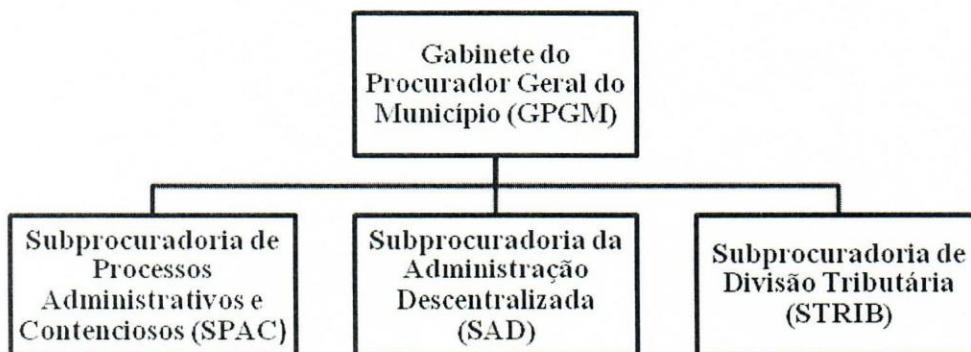 Gabinete do
Procurador Geral do
Município (GPGM)
Subprocuradoria de
Processos
Administrativos e
Contenciosos (SPAC)
Subprocuradoria da
Administração
Descentralizada
(SAD)
Subprocuradoria de
Divisão Tributária
(STRIB)